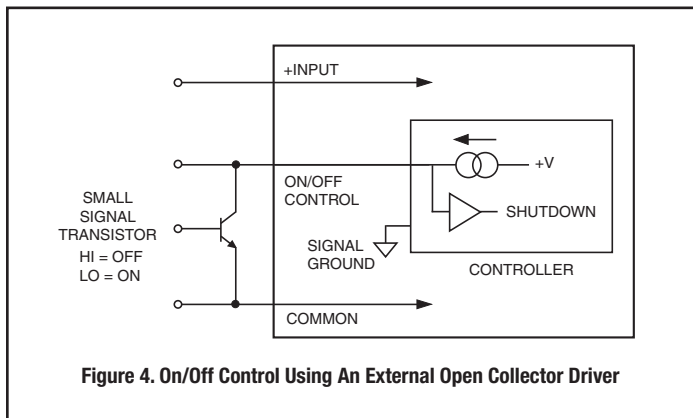 +INPUT
ON/OFF
CONTROL
+V
SHUTDOWN
SMALL
SIGNAL
TRANSISTOR
HI = OFF
LO = ON
SIGNAL
GROUND
CONTROLLER
COMMON
Figure 4. On/Off Control Using An External Open Collector Driver